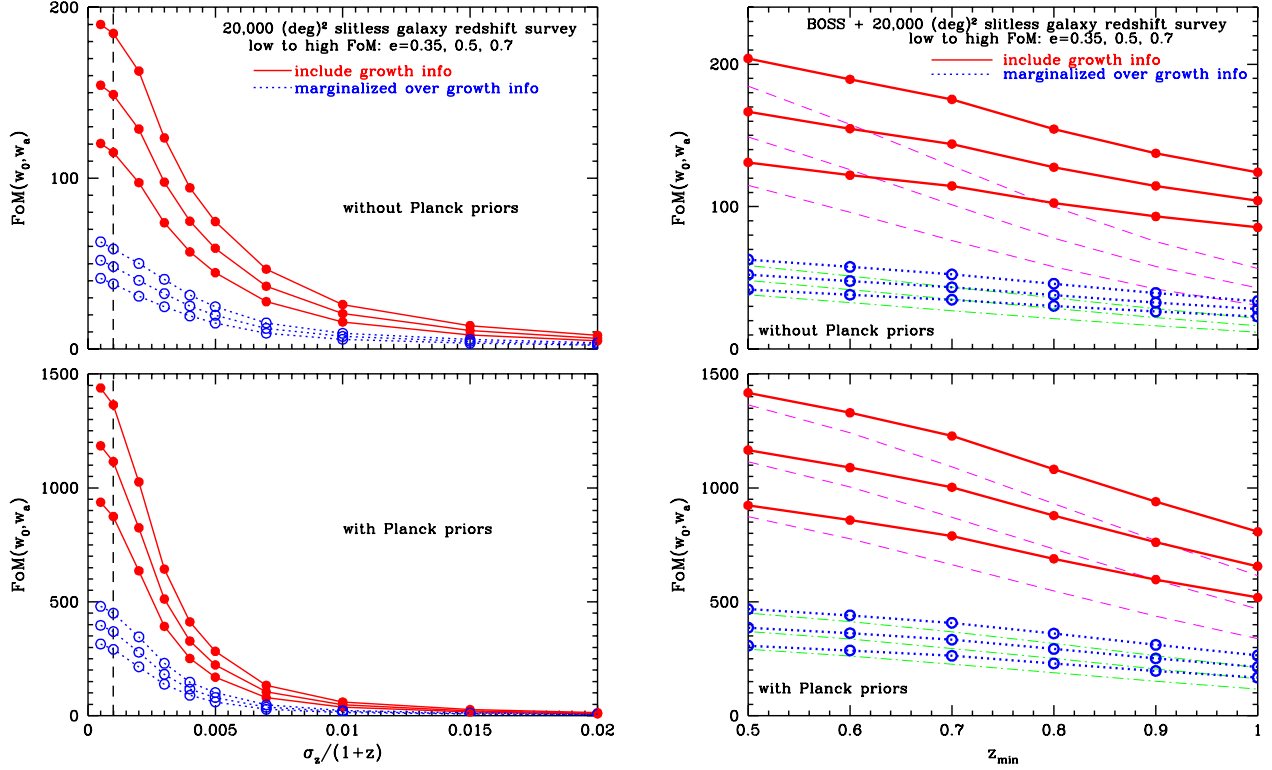 20,000 (deg)² slitless galaxy redshift survey
low to high FoM: e=0.35, 0.5, 0.7
include growth info
marginalized over growth info
without Planck priors
FoM(w₀,wₐ)
200
100
0
BOSS + 20,000 (deg)² slitless galaxy redshift survey
low to high FoM: e=0.35, 0.5, 0.7
include growth info
marginalized over growth info
without Planck priors
FoM(w₀,wₐ)
200
150
100
50
0
with Planck priors
FoM(w₀,wₐ)
1500
1000
500
0
0
0.005
0.01
0.015
0.02
σ_z/(1+z)
with Planck priors
FoM(w₀,wₐ)
1500
1000
500
0
0.5
0.6
0.7
0.8
0.9
1
z_min